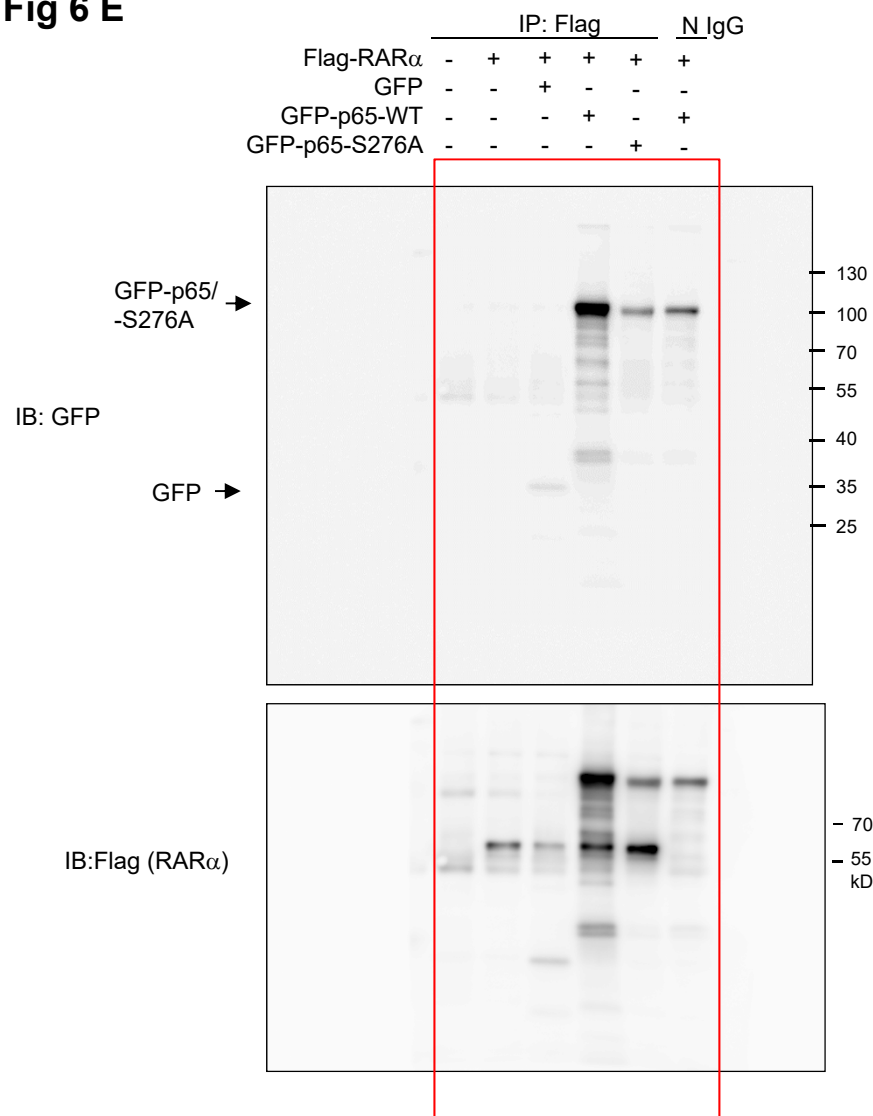 Fig 6 E
IP: Flag N IgG
Flag-RARα - + + + + +
GFP - - + - - -
GFP-p65-WT - - - + - +
GFP-p65-S276A - - - - + -
GFP-p65/
-S276A
IB: GFP
GFP
130
100
70
55
40
35
25
IB:Flag (RARα)
70
55
kD